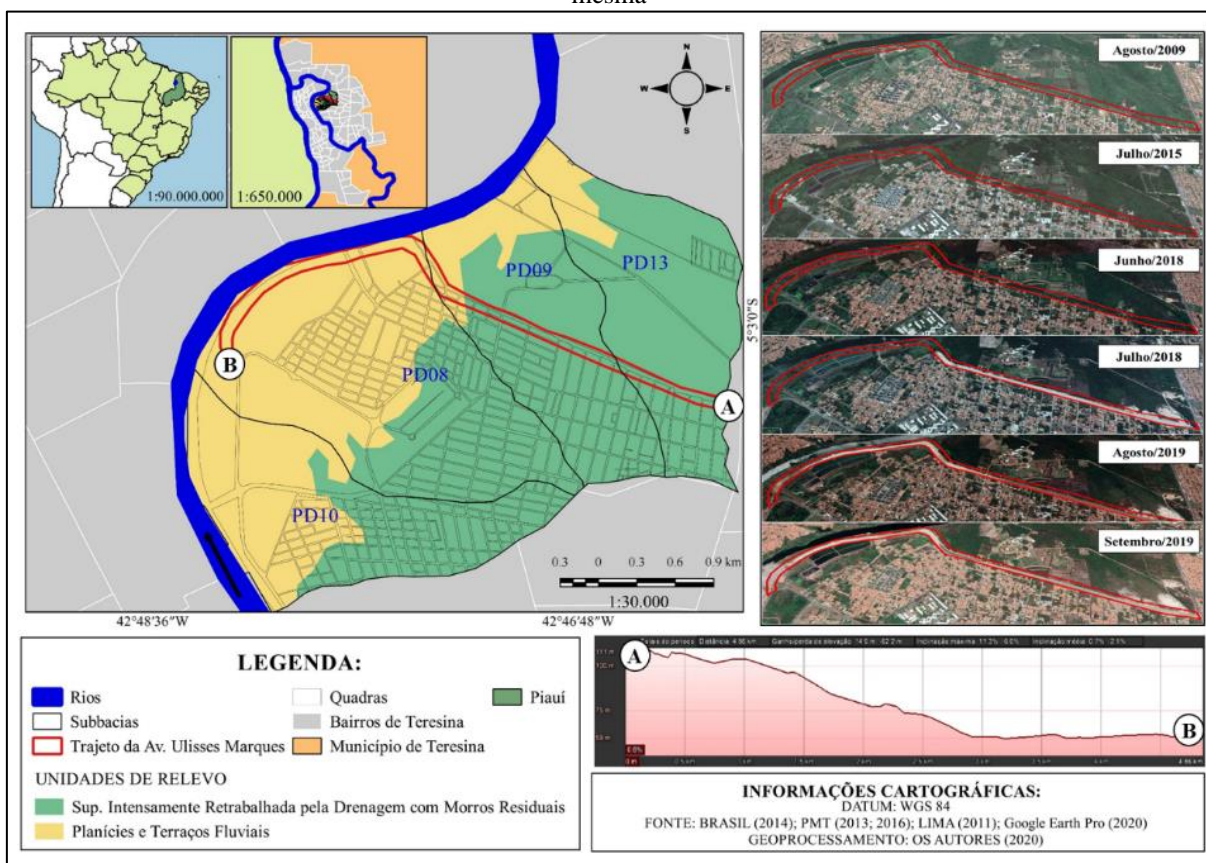 mesma
N
W E
S
1:90.000.000
1:650.000
PD09
PD13
PD08
PD10
A
B
5°3'0"S
0.3 0 0.3 0.6 0.9 km
1:30.000
42°48'36"W
42°46'48"W
Agosto/2009
Julho/2015
Junho/2018
Julho/2018
Agosto/2019
Setembro/2019
LEGENDA:
Rios
Quadras
Piauí
Subbacias
Bairros de Teresina
Trajeto da Av. Ulisses Marques
Município de Teresina
UNIDADES DE RELEVO
Sup. Intensamente Retrabalhada pela Drenagem com Morros Residuais
Planícies e Terraços Fluviais
A
B
100 m
75 m
INFORMAÇÕES CARTOGRÁFICAS:
DATUM: WGS 84
FONTE: BRASIL (2014); PMT (2013; 2016); LIMA (2011); Google Earth Pro (2020)
GEOPROCESSAMENTO: OS AUTORES (2020)